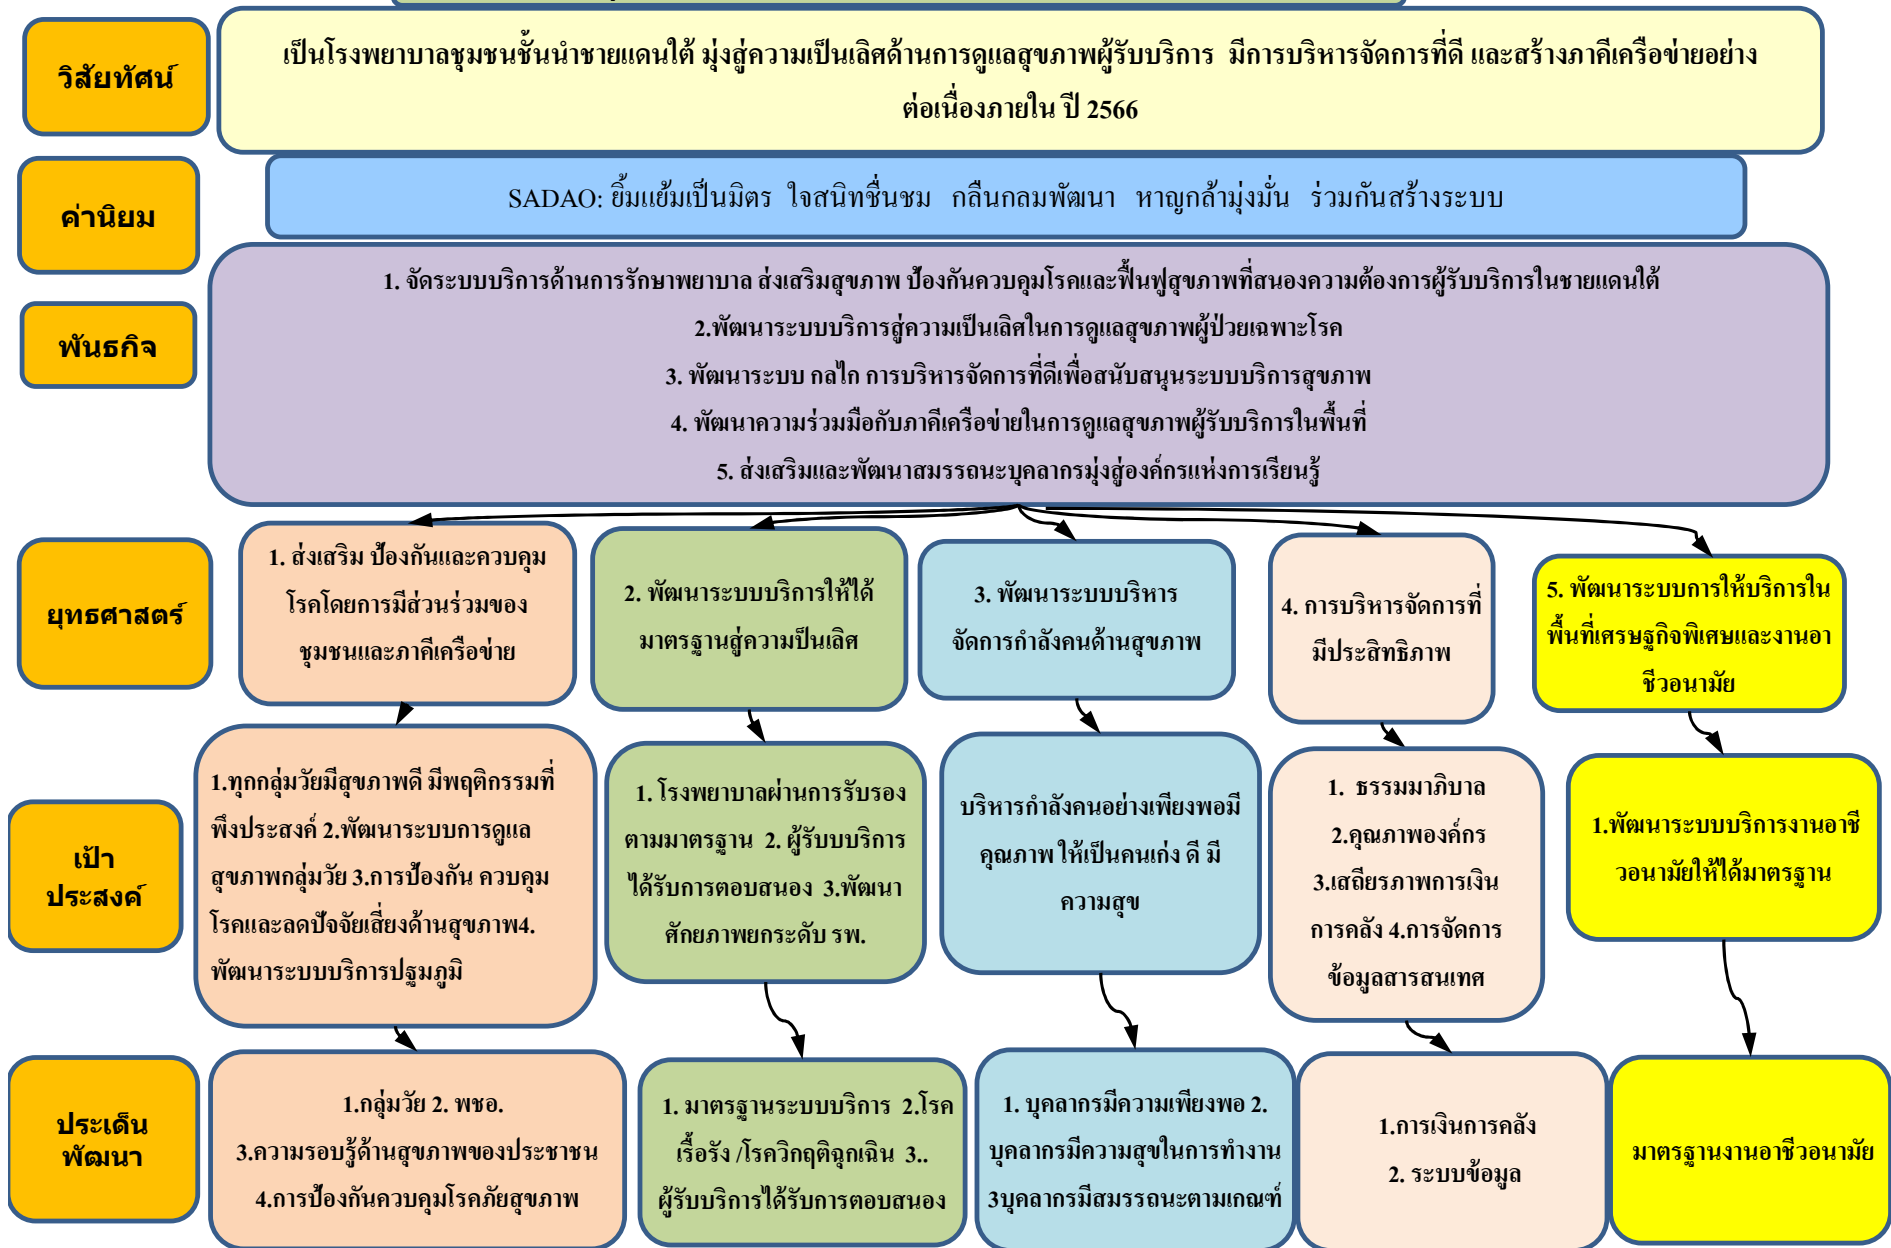 วิสัยทัศน์
เป็นโรงพยาบาลชุมชนชั้นนำชายแดนใต้ มุ่งสู่ความเป็นเลิศด้านการดูแลสุขภาพผู้รับบริการ มีการบริหารจัดการที่ดี และสร้างภาคีเครือข่ายอย่าง
ต่อเนื่องภายใน ปี 2566
ค่านิยม
SADAO: ยิ้มแย้มเป็นมิตร ใจสนิทชื่นชม กลืนกลมพัฒนา หาญกล้ามุ่งมั่น ร่วมกันสร้างระบบ
พันธกิจ
1. จัดระบบบริการด้านการรักษาพยาบาล ส่งเสริมสุขภาพ ป้องกันควบคุมโรคและฟื้นฟูสุขภาพที่สนองความต้องการผู้รับบริการในชายแดนใต้
2.พัฒนาระบบบริการสู่ความเป็นเลิศในการดูแลสุขภาพผู้ป่วยเฉพาะโรค
3. พัฒนาระบบ กลไก การบริหารจัดการที่ดีเพื่อสนับสนุนระบบบริการสุขภาพ
4. พัฒนาความร่วมมือกับภาคีเครือข่ายในการดูแลสุขภาพผู้รับบริการในพื้นที่
5. ส่งเสริมและพัฒนาสมรรถนะบุคลากรมุ่งสู่องค์กรแห่งการเรียนรู้
ยุทธศาสตร์
1. ส่งเสริม ป้องกันและควบคุม
โรคโดยการมีส่วนร่วมของ
ชุมชนและภาคีเครือข่าย
2. พัฒนาระบบบริการให้ได้
มาตรฐานสู่ความป็นเลิศ
3. พัฒนาระบบบริหาร
จัดการกำลังคนด้านสุขภาพ
4. การบริหารจัดการที่
มีประสิทธิภาพ
5. พัฒนาระบบการให้บริการใน
พื้นที่เศรษฐกิจพิเศษและงานอา
ชีวอนามัย
เป้า
ประสงค์
1.ทุกกลุ่มวัยมีสุขภาพดี มีพฤติกรรมที่
พึงประสงค์ 2.พัฒนาระบบการดูแล
สุขภาพกลุ่มวัย 3.การป้องกัน ควบคุม
โรคและลดปัจจัยเสี่ยงด้านสุขภาพ4.
พัฒนาระบบบริการปฐมภูมิ
1. โรงพยาบาลผ่านการรับรอง
ตามมาตรฐาน 2. ผู้รับบบริการ
ได้รับการตอบสนอง 3.พัฒนา
ศักยภาพยกระดับ รพ.
บริหารกำลังคนอย่างเพียงพอมี
คุณภาพ ให้เป็นคนเก่ง ดี มี
ความสุข
1. ธรรมมาภิบาล
2.คุณภาพองค์กร
3.เสถียรภาพการเงิน
การคลัง 4.การจัดการ
ข้อมูลสารสนเทศ
1.พัฒนาระบบบริการงานอาชี
วอนามัยให้ได้มาตรฐาน
ประเด็น
พัฒนา
1.กลุ่มวัย 2. พชอ.
3.ความรอบรู้ด้านสุขภาพของประชาชน
4.การป้องกันควบคุมโรคภัยสุขภาพ
1. มาตรฐานระบบบริการ 2.โรค
เรื้อรัง /โรควิกฤติฉุกเฉิน 3..
ผู้รับบริการได้รับการตอบสนอง
1. บุคลากรมีความเพียงพอ 2.
บุคลากรมีความสุขในการทำงาน
3บุคลากรมีสมรรถนะตามเกณฑ์
1.การเงินการคลัง
2. ระบบข้อมูล
มาตรฐานงานอาชีวอนามัย